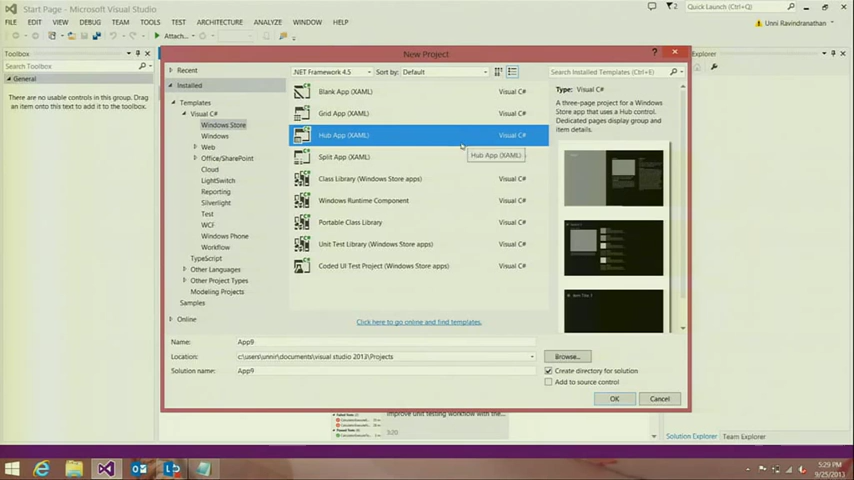 Start Page - Microsoft Visual Studio
Quick Launch (Ctrl+Q)
FILE EDIT VIEW DEBUG TEAM TOOLS TEST ARCHITECTURE ANALYZE WINDOW HELP
Unni Ravindranathan
Attach...
Toolbox
General
There are no usable controls in this group. Drag
an item onto this text to add it to the toolbox.
Explorer
New Project
Recent
Installed
Templates
Visual C#
Windows Store
Windows
Web
Office/SharePoint
Cloud
LightSwitch
Reporting
Silverlight
Test
WCF
Windows Phone
Workflow
TypeScript
Other Languages
Other Project Types
Modeling Projects
Samples
Online
.NET Framework 4.5
Sort by: Default
Search Installed Templates (Ctrl+E)
Blank App (XAML) Visual C#
Grid App (XAML) Visual C#
Hub App (XAML) Visual C#
Hub App (XAML)
Split App (XAML) Visual C#
Class Library (Windows Store apps) Visual C#
Windows Runtime Component Visual C#
Portable Class Library Visual C#
Unit Test Library (Windows Store apps) Visual C#
Coded UI Test Project (Windows Store apps) Visual C#
Click here to go online and find templates.
Type: Visual C#
A three-page project for a Windows
Store app that uses a Hub control.
Dedicated pages display group and
item details.
Name: App9
Location: c:\users\unnir\documents\visual studio 2013\Projects
Browse...
Solution name: App9
Create directory for solution
Add to source control
OK Cancel
improve unit testing workflow with the...
Solution Explorer Team Explorer
5:29 PM
9/25/2013